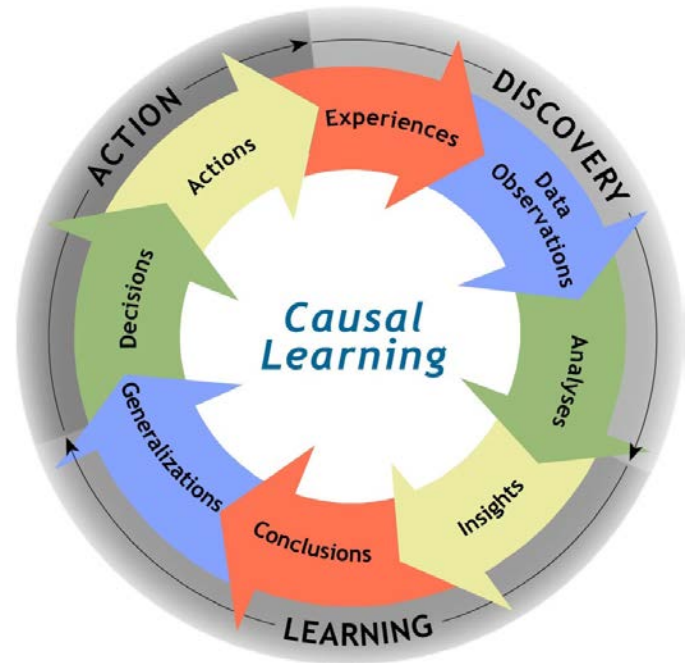 DISCOVERY
Experiences
Data
Observations
Analyses
LEARNING
Insights
Conclusions
Generalizations
ACTION
Decisions
Actions
Causal
Learning